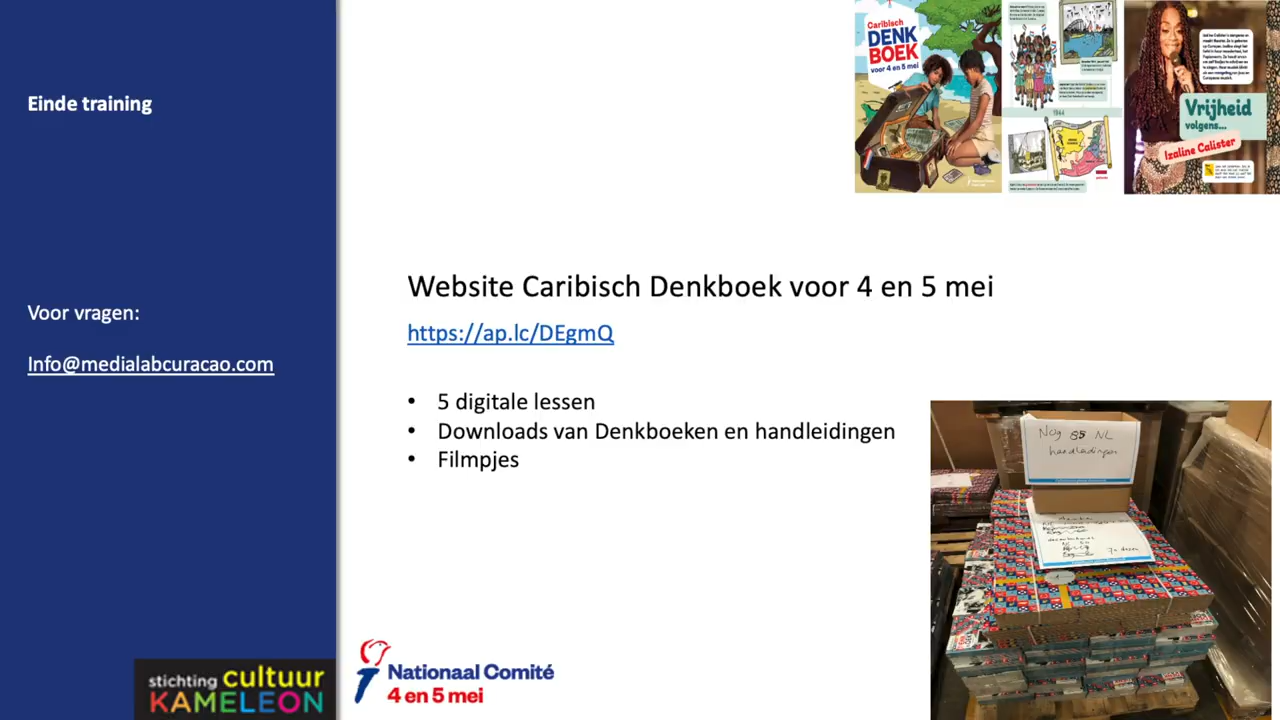 Einde training
Voor vragen:
Info@medialabcuracao.com
Caribisch
DENK
BOEK
voor 4 en 5 mei
1944
Vrijheid
volgens...
Izaline Calister
Website Caribisch Denkboek voor 4 en 5 mei
https://ap.lc/DEgmQ
• 5 digitale lessen
• Downloads van Denkboeken en handleidingen
• Filmpjes
Nog 85 NL
handleidingen
stichting cultuur
KAMELEON
Nationaal Comité
4 en 5 mei